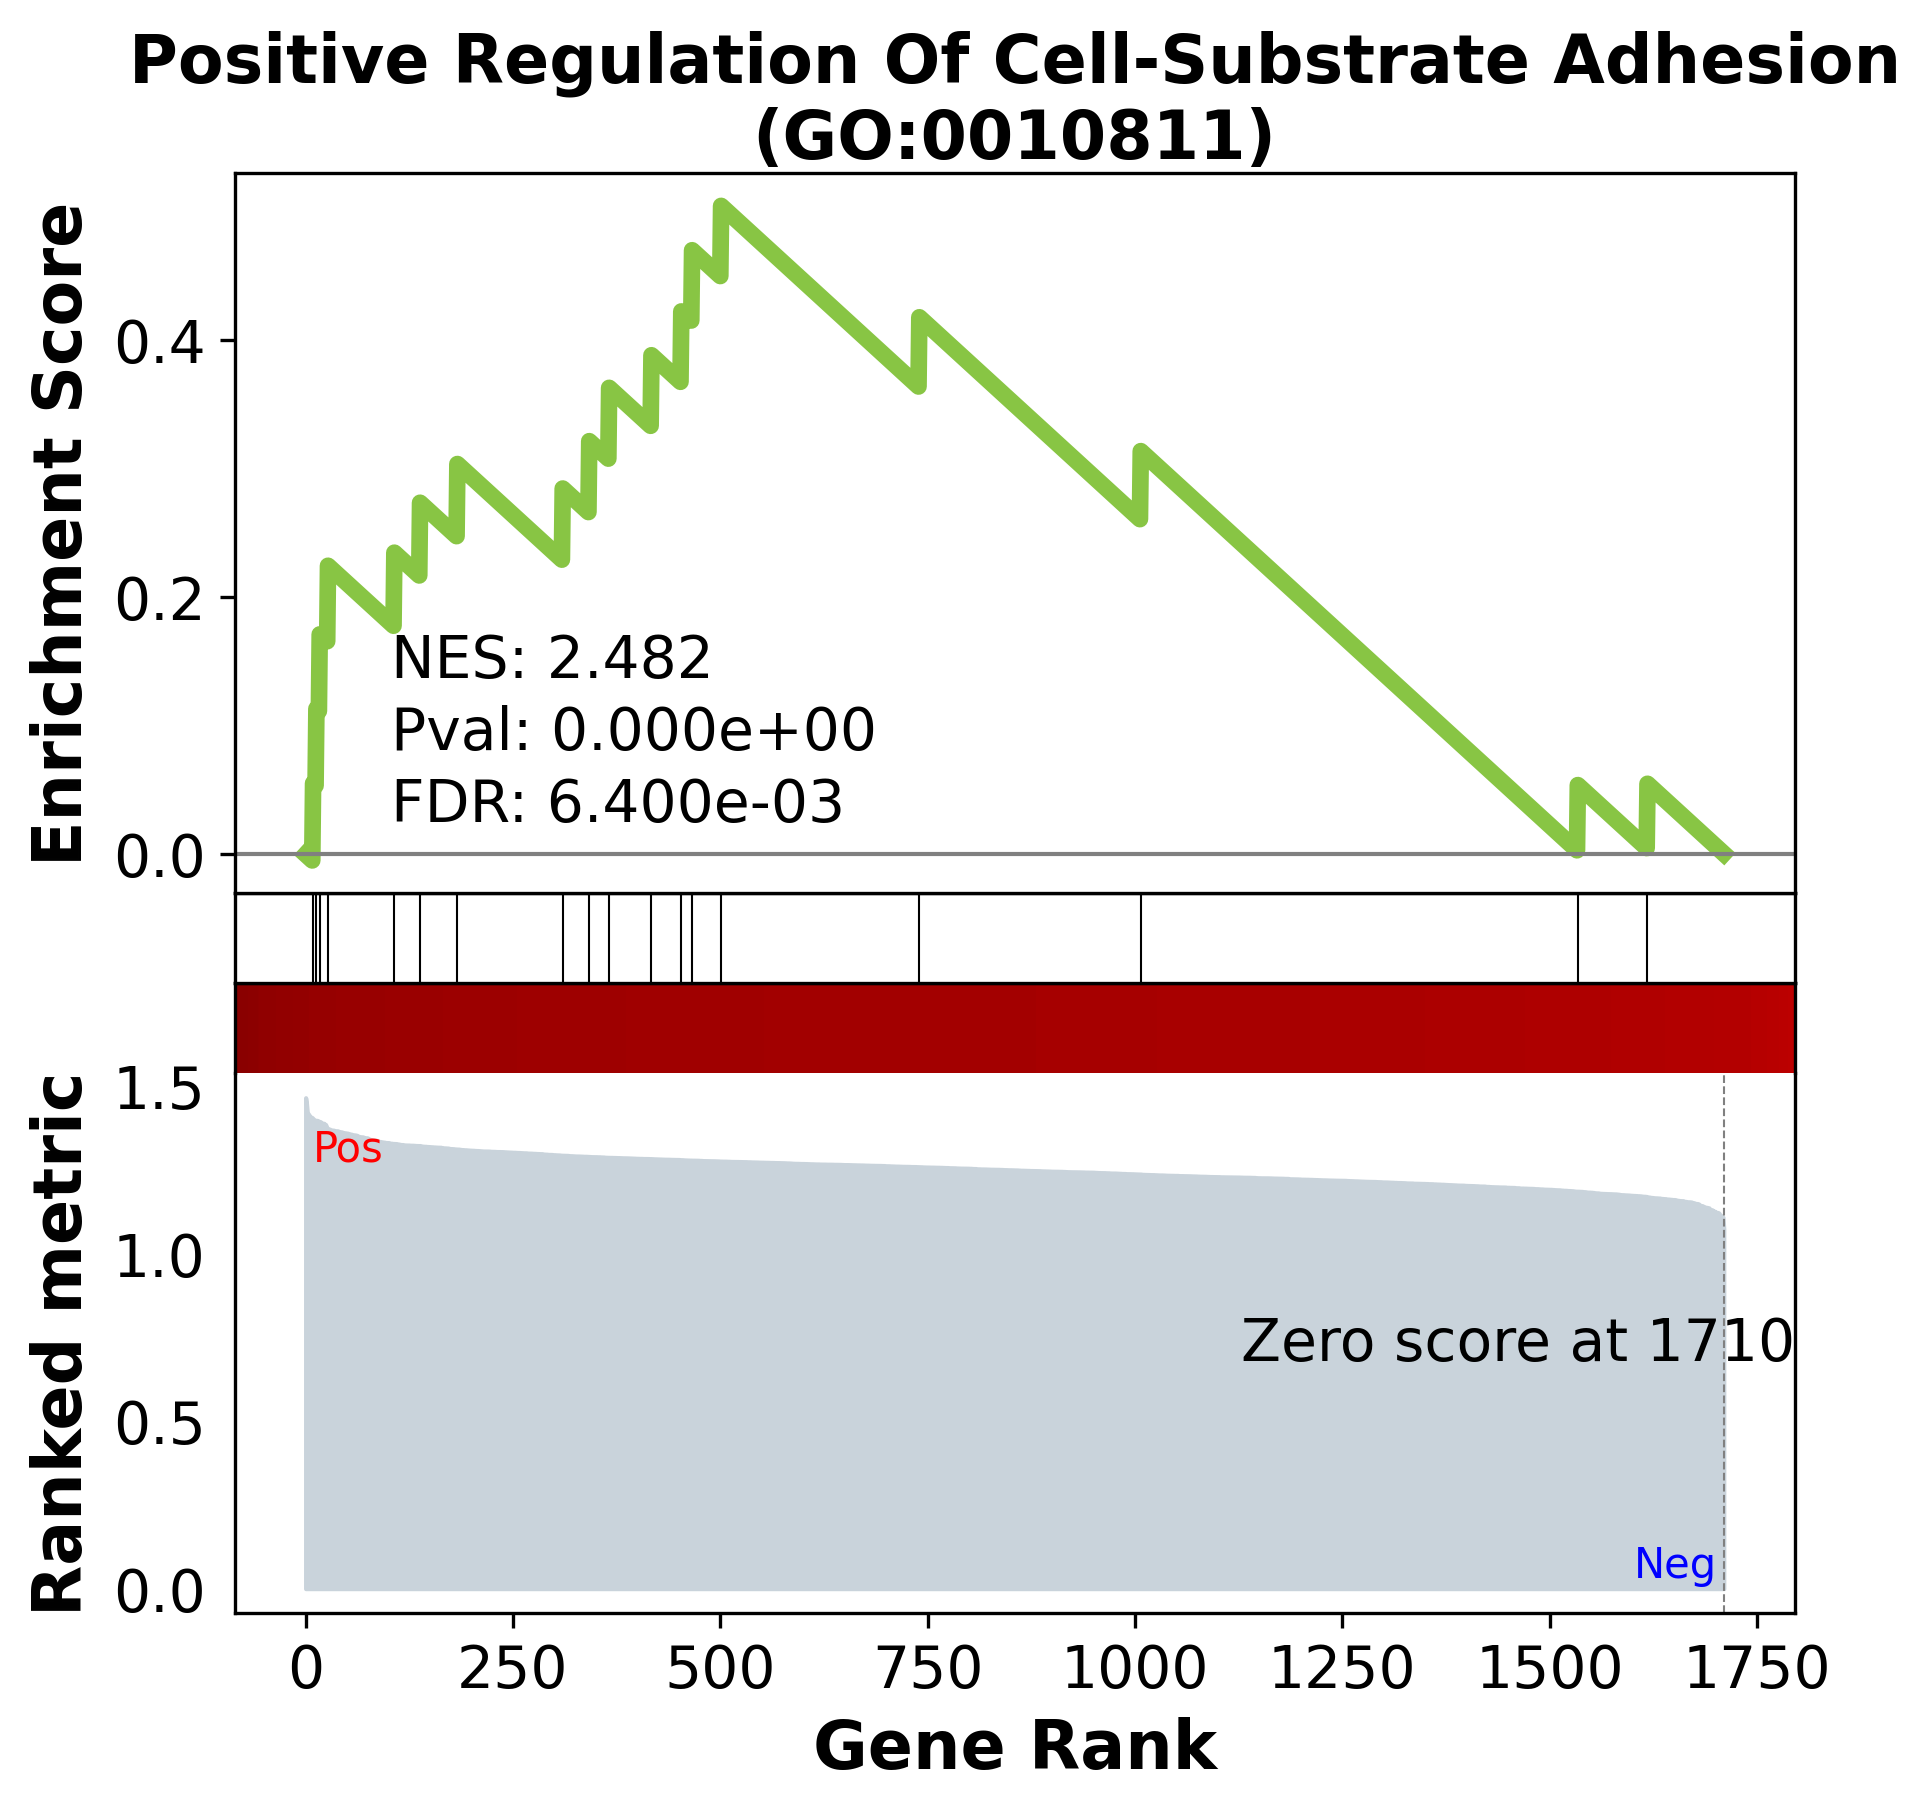 Positive Regulation Of Cell-Substrate Adhesion
(GO:0010811)
Enrichment Score
0.4
0.2
0.0
NES: 2.482
Pval: 0.000e+00
FDR: 6.400e-03
Ranked metric
1.5
1.0
0.5
0.0
Pos
Zero score at 1710
Neg
0 250 500 750 1000 1250 1500 1750
Gene Rank